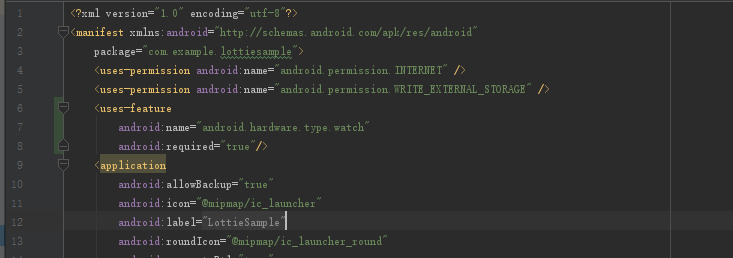 1 <?xml version="1.0" encoding="utf-8"?>
2 <manifest xmlns:android="http://schemas.android.com/apk/res/android"
3 package="com.example.lottiesample">
4 <uses-permission android:name="android.permission.INTERNET" />
5 <uses-permission android:name="android.permission.WRITE_EXTERNAL_STORAGE" />
6 <uses-feature
7 android:name="android.hardware.type.watch"
8 android:required="true"/>
9 <application
10 android:allowBackup="true"
11 android:icon="@mipmap/ic_launcher"
12 android:label="LottieSample"
13 android:roundIcon="@mipmap/ic_launcher_round"